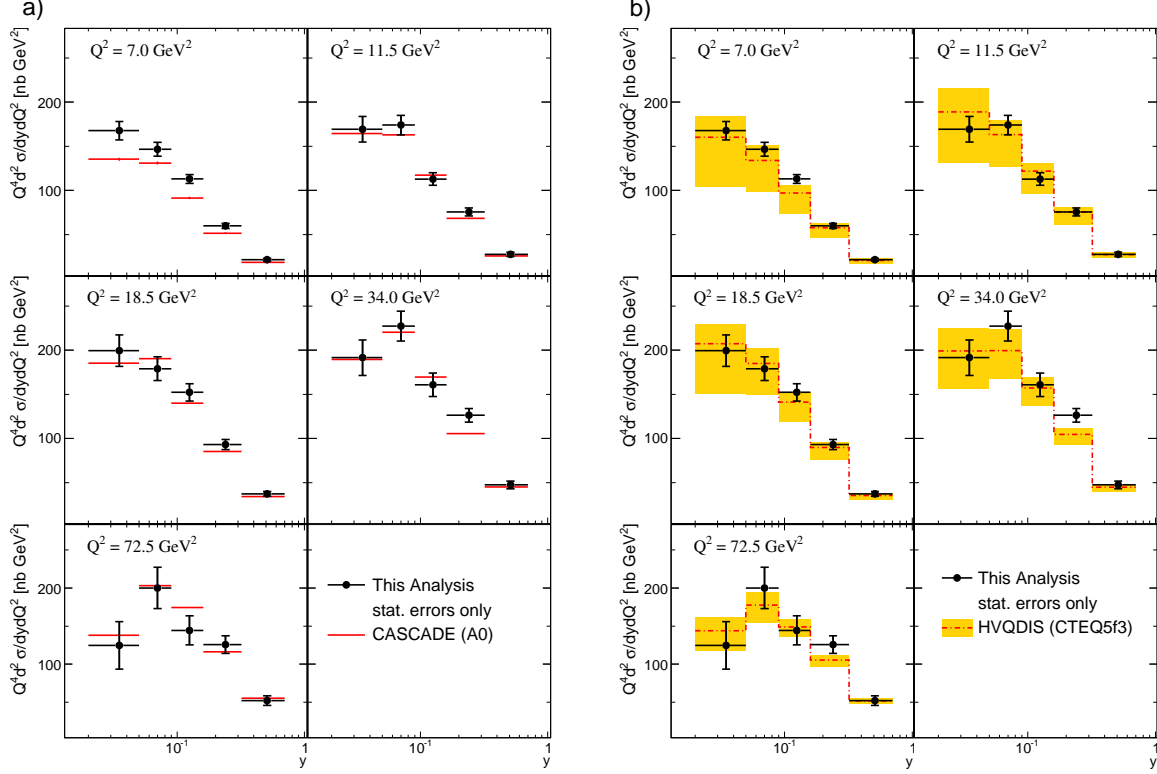 a)
Q² = 7.0 GeV²
Q² = 11.5 GeV²
Q⁴d² σ/dydQ² [nb GeV²]
200
100
Q² = 18.5 GeV²
Q² = 34.0 GeV²
Q⁴d² σ/dydQ² [nb GeV²]
200
100
Q² = 72.5 GeV²
Q⁴d² σ/dydQ² [nb GeV²]
200
100
This Analysis
stat. errors only
CASCADE (A0)
10⁻¹ 1
y
10⁻¹ 1
y
b)
Q² = 7.0 GeV²
Q² = 11.5 GeV²
Q⁴d² σ/dydQ² [nb GeV²]
200
100
Q² = 18.5 GeV²
Q² = 34.0 GeV²
Q⁴d² σ/dydQ² [nb GeV²]
200
100
Q² = 72.5 GeV²
Q⁴d² σ/dydQ² [nb GeV²]
200
100
This Analysis
stat. errors only
HVQDIS (CTEQ5f3)
10⁻¹ 1
y
10⁻¹ 1
y